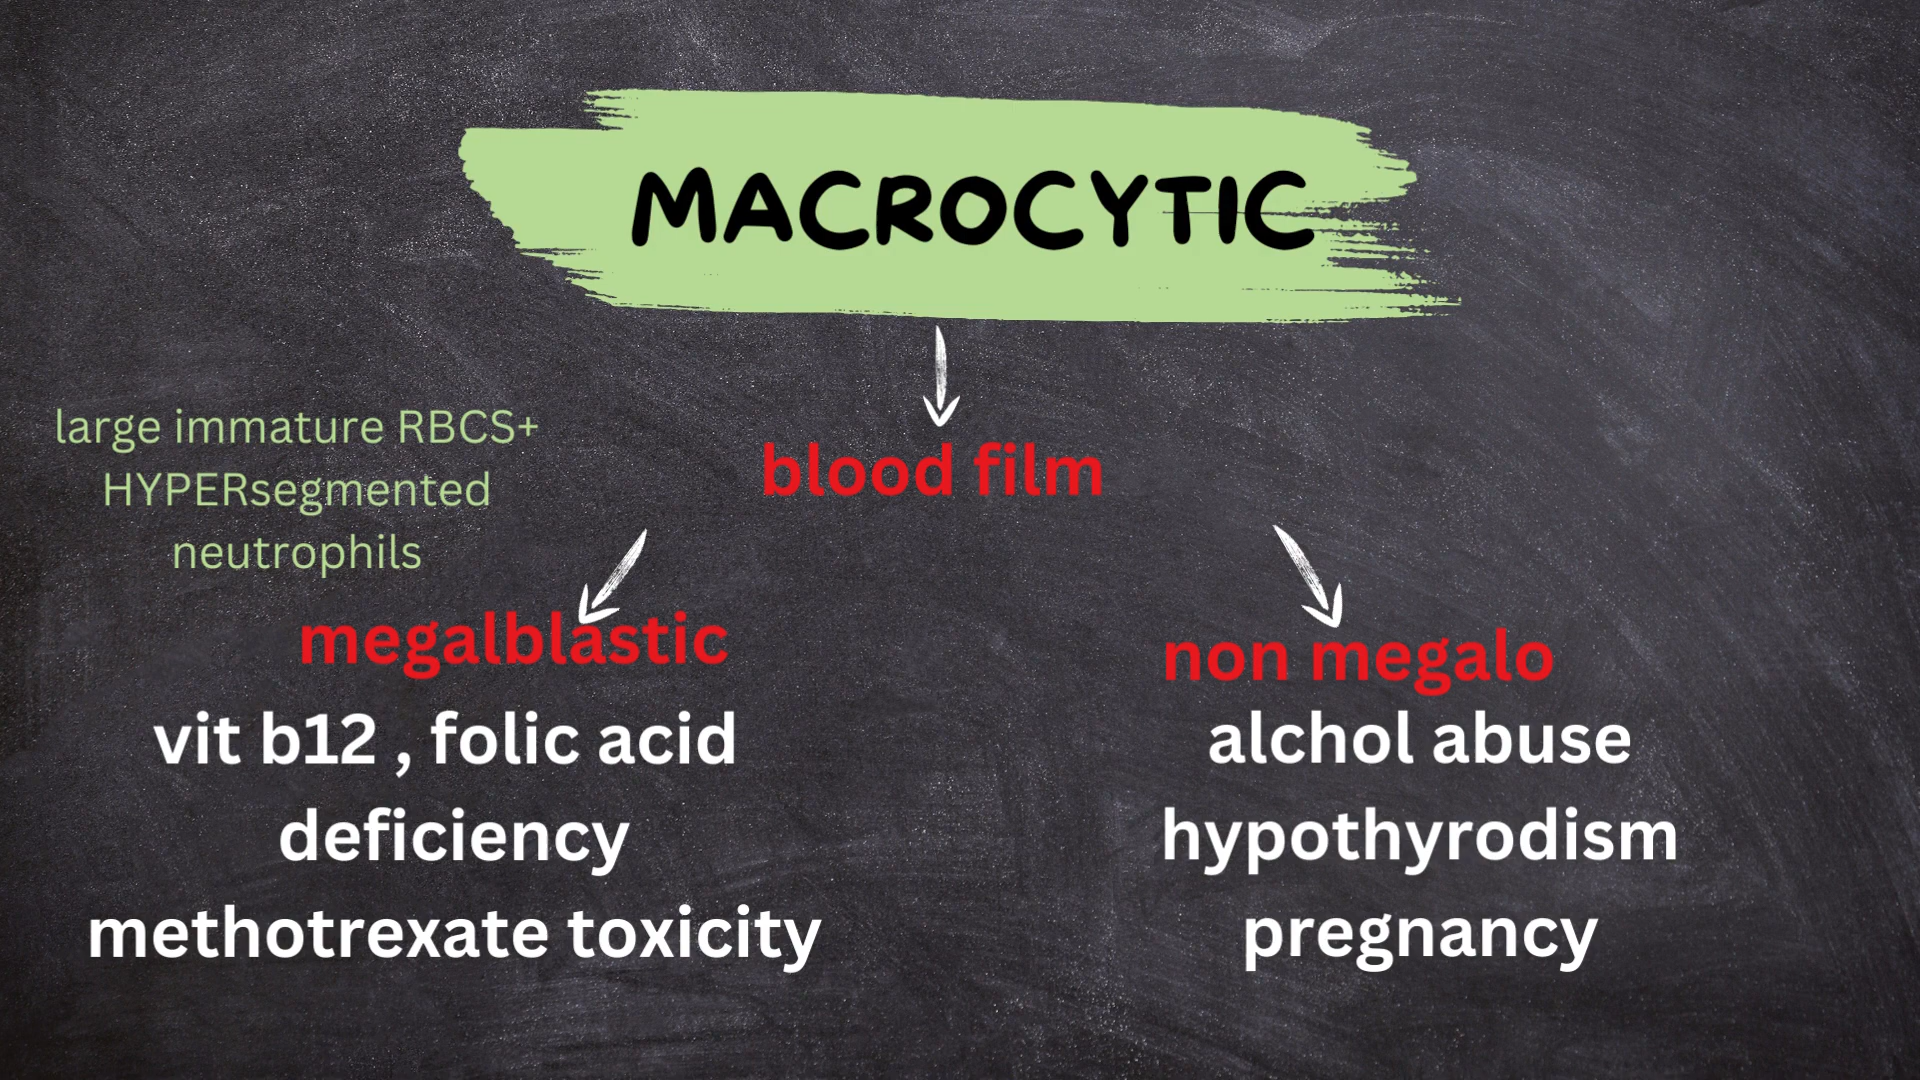 MACROCYTIC
blood film
large immature RBCS+
HYPERsegmented
neutrophils
megalblastic
vit b12 , folic acid
deficiency
methotrexate toxicity
non megalo
alchol abuse
hypothyrodism
pregnancy